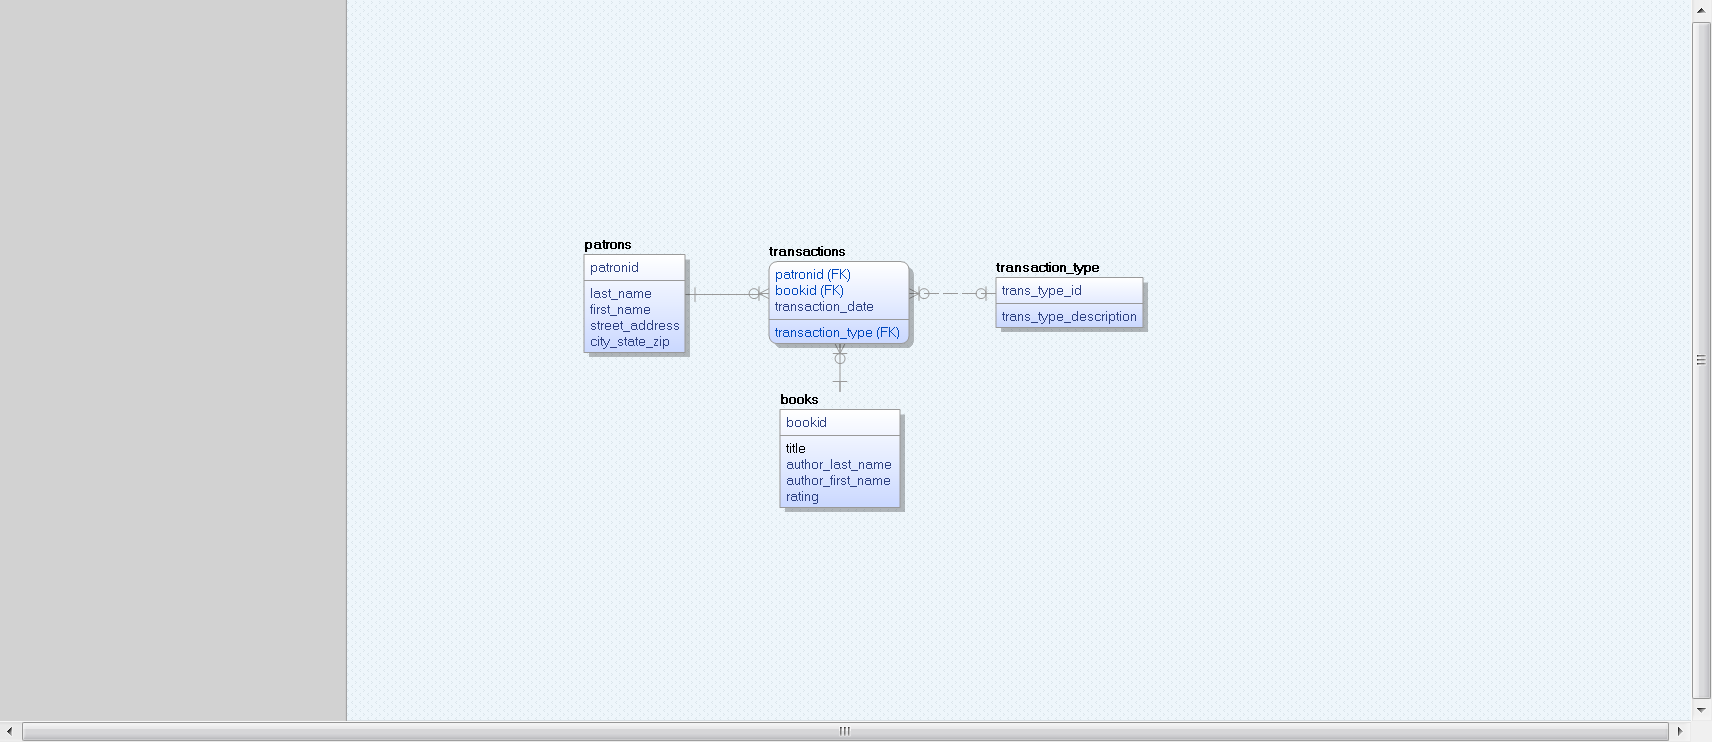 patrons
patronid
last_name
first_name
street_address
city_state_zip
transactions
patronid (FK)
bookid (FK)
transaction_date
transaction_type (FK)
transaction_type
trans_type_id
trans_type_description
books
bookid
title
author_last_name
author_first_name
rating